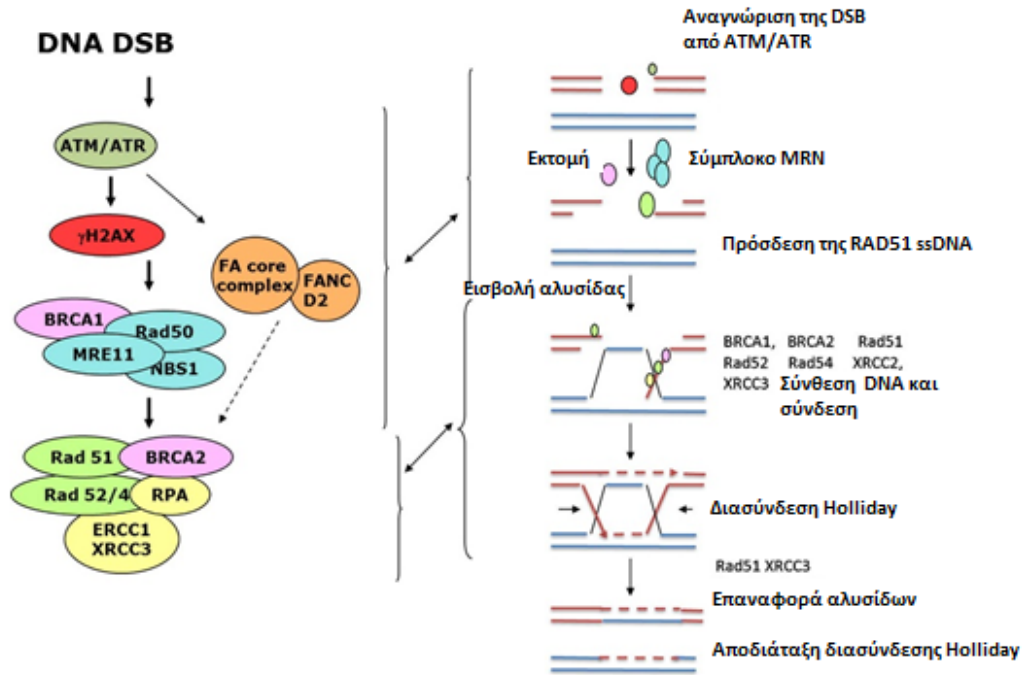 DNA DSB
ATM/ATR
γH2AX
FA core
complex
FANC
D2
BRCA1
Rad50
MRE11
NBS1
Rad 51
BRCA2
Rad 52/4
RPA
ERCC1
XRCC3
Αναγνώριση της DSB
από ATM/ATR
Εκτομή
Σύμπλοκο MRN
Πρόσδεση της RAD51 ssDNA
Εισβολή αλυσίδας
BRCA1, BRCA2 Rad51
Rad52 Rad54 XRCC2,
XRCC3 Σύνθεση DNA και
σύνδεση
Διασύνδεση Holliday
Rad51 XRCC3
Επαναφορά αλυσίδων
Αποδιάταξη διασύνδεσης Holliday